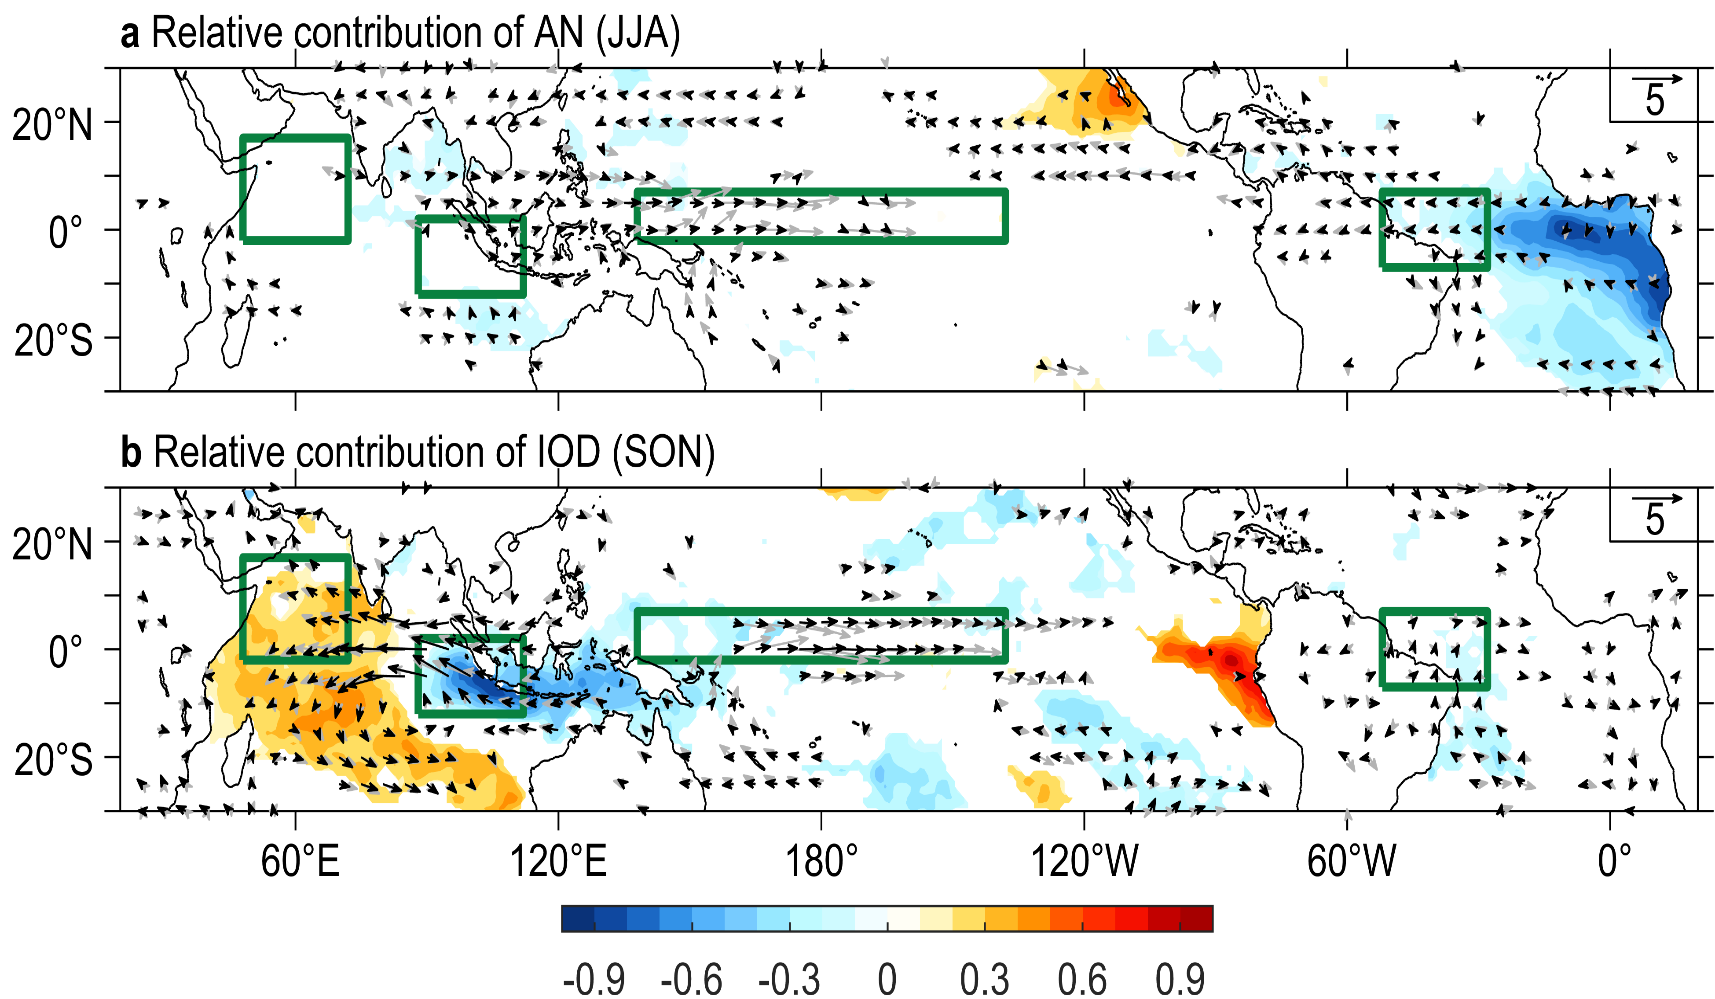 a Relative contribution of AN (JJA)
5
20°N
0°
20°S
b Relative contribution of IOD (SON)
5
20°N
0°
20°S
60°E 120°E 180° 120°W 60°W 0°
-0.9 -0.6 -0.3 0 0.3 0.6 0.9